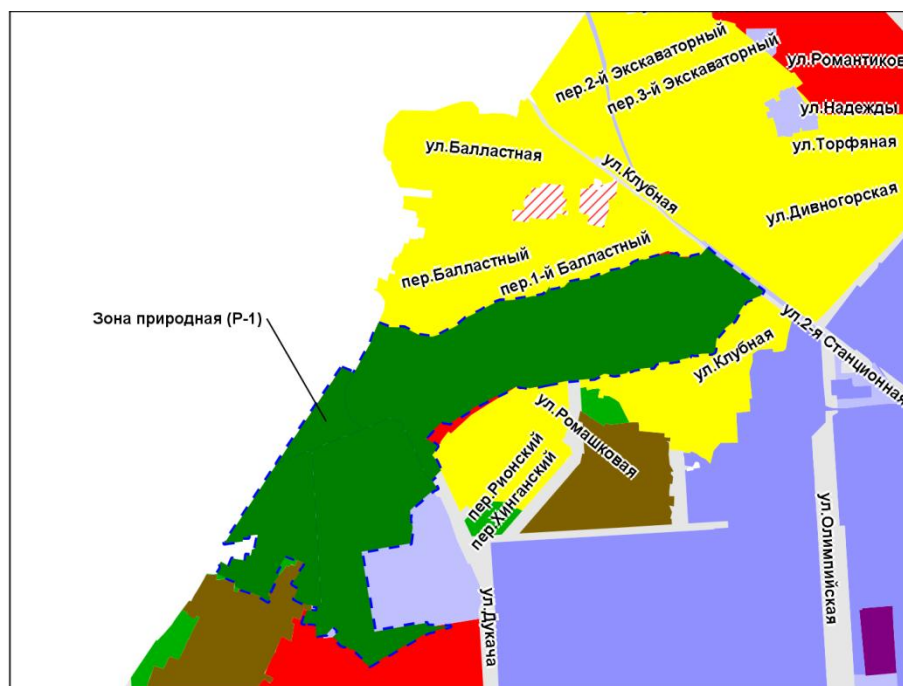 пер.2-й Экскаваторный
пер.3-й Экскаваторный
ул.Романтиков
ул.Надежды
ул.Торфяная
ул.Балластная
ул.Клубная
ул.Дивногорская
пер.Балластный
пер.1-й Балластный
Зона природная (Р-1)
ул.2-я Станционная
ул.Клубная
ул.Ромашковая
пер.Рионский
пер.Хинганский
ул.Олимпийская
ул.Дукача